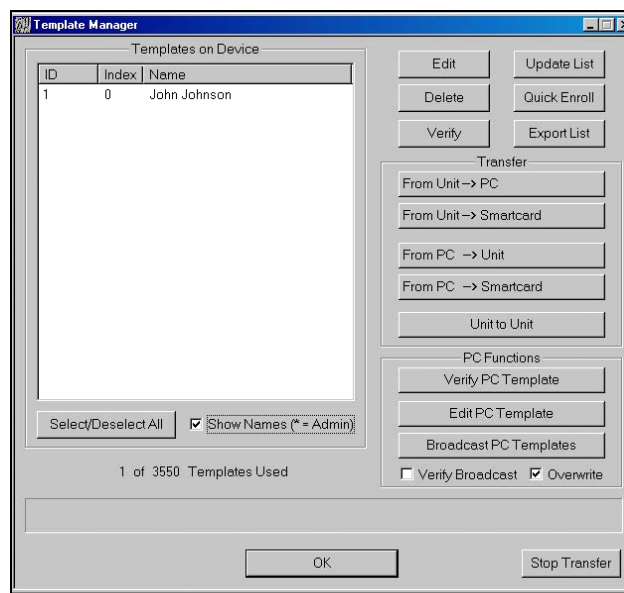 Template Manager
Templates on Device
ID Index Name
1 0 John Johnson
Select/Deselect All
Show Names (* = Admin)
1 of 3550 Templates Used
Edit Update List
Delete Quick Enroll
Verify Export List
Transfer
From Unit --> PC
From Unit --> Smartcard
From PC --> Unit
From PC --> Smartcard
Unit to Unit
PC Functions
Verify PC Template
Edit PC Template
Broadcast PC Templates
Verify Broadcast Overwrite
OK
Stop Transfer